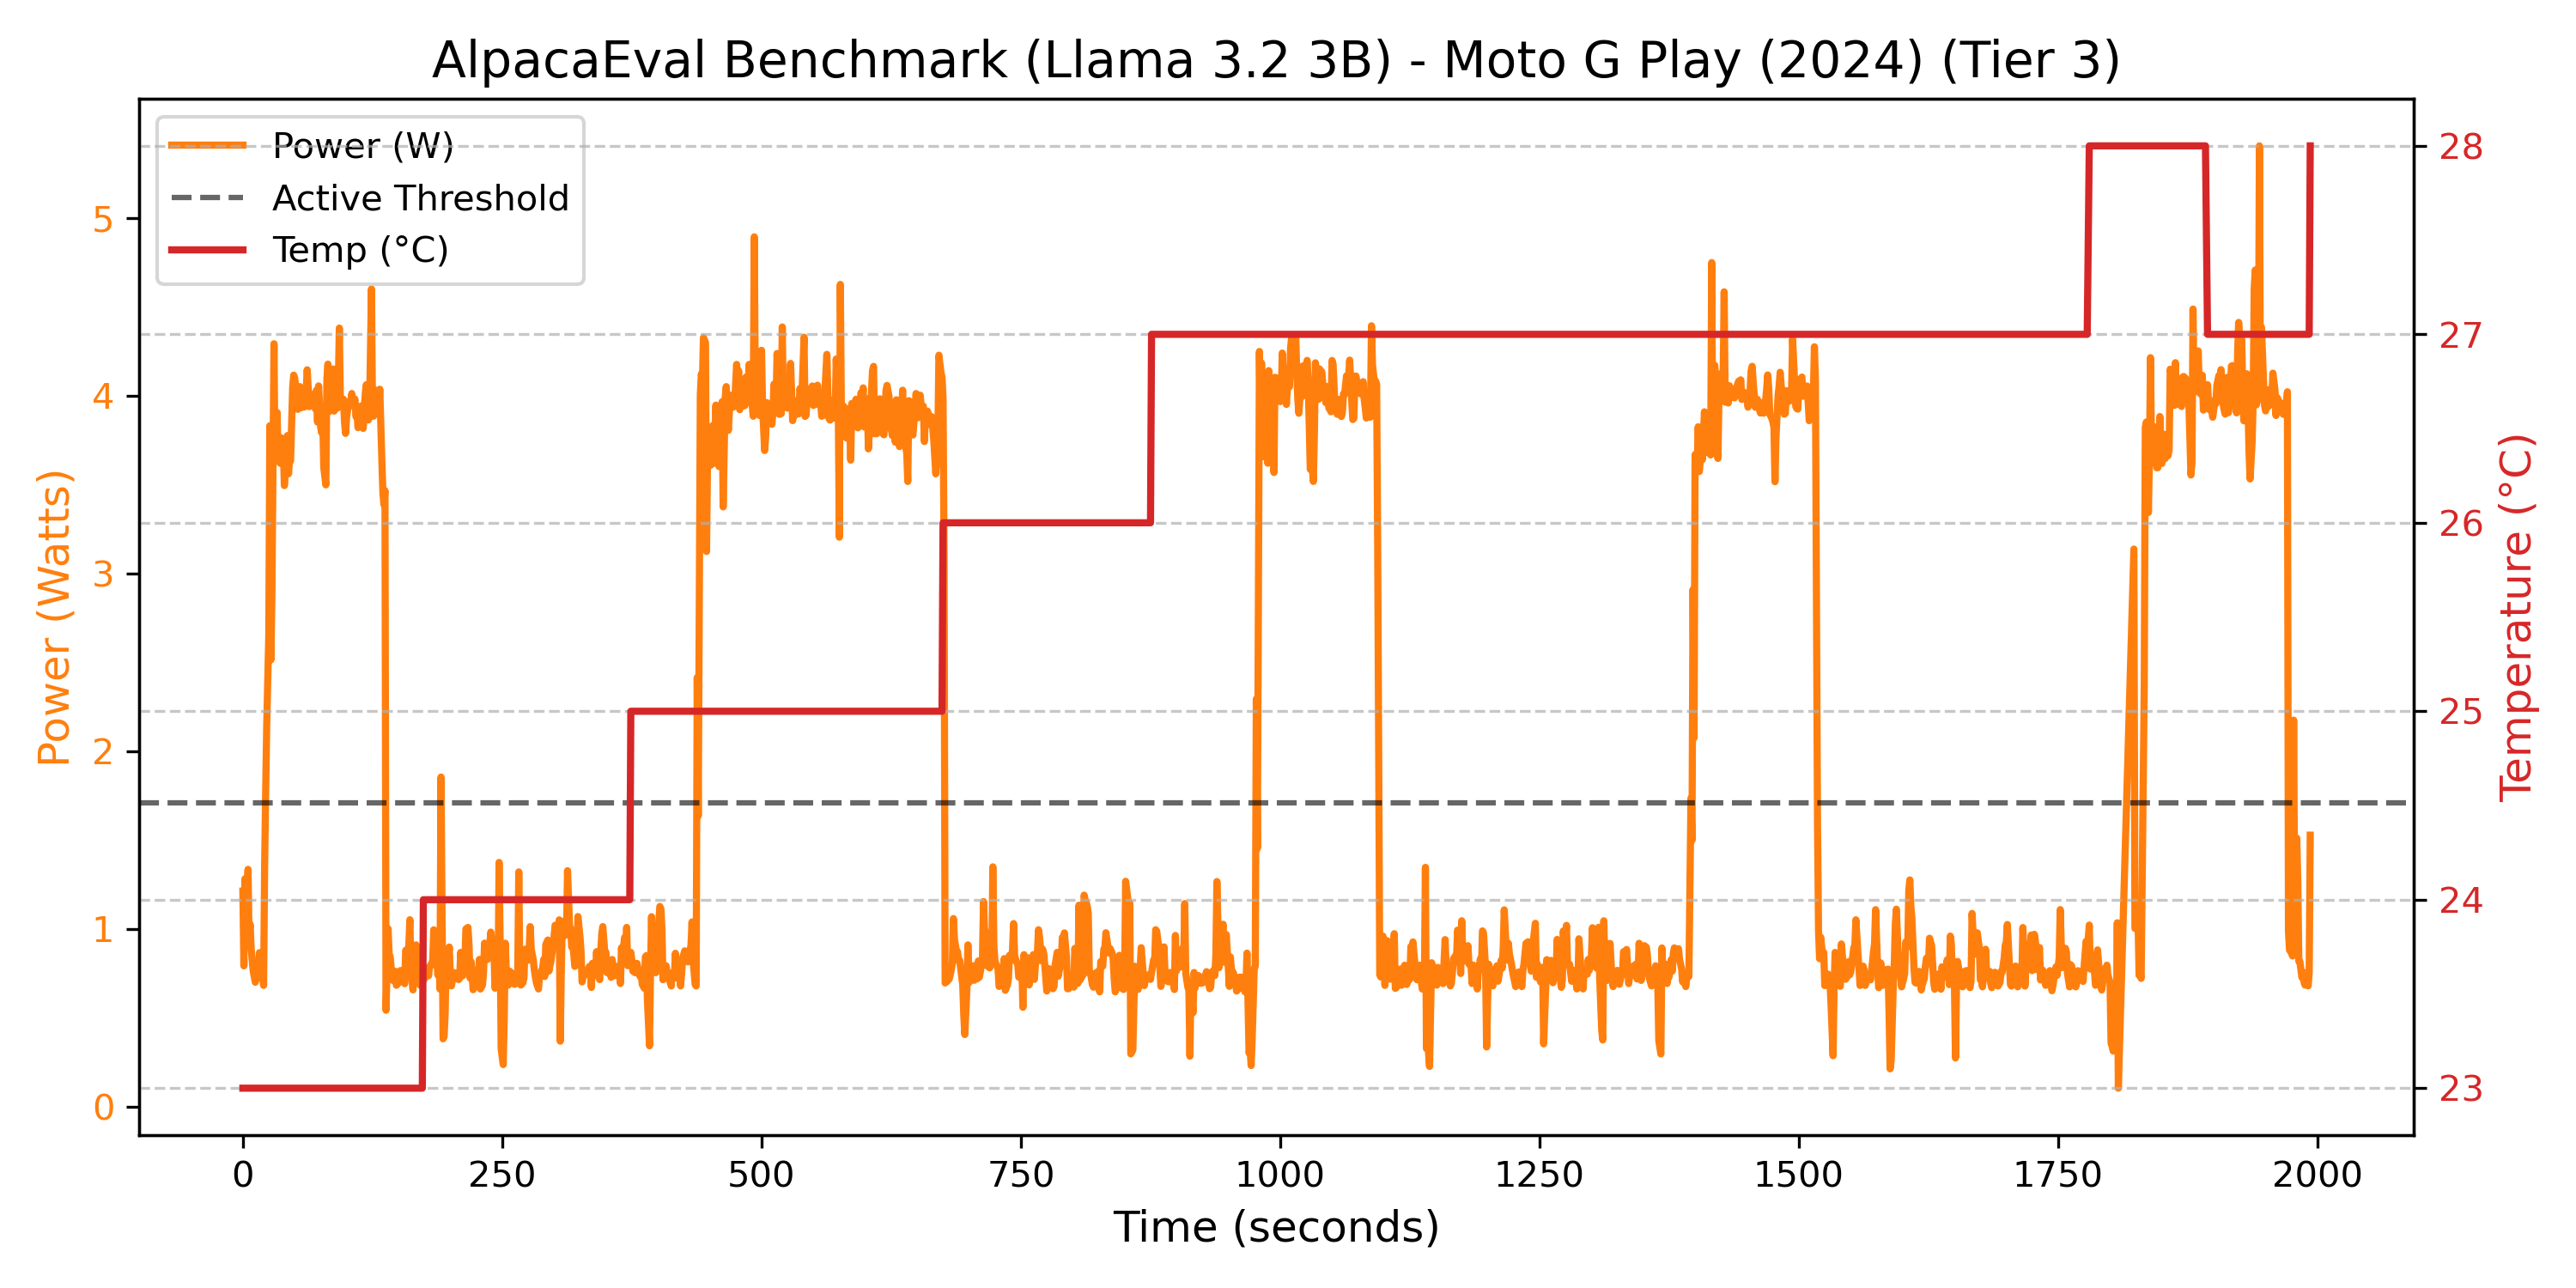 AlpacaEval Benchmark (Llama 3.2 3B) - Moto G Play (2024) (Tier 3)
Power (W)
Active Threshold
Temp (°C)
Power (Watts)
5
4
3
2
1
0
28
27
26
25
24
23
Temperature (°C)
0 250 500 750 1000 1250 1500 1750 2000
Time (seconds)